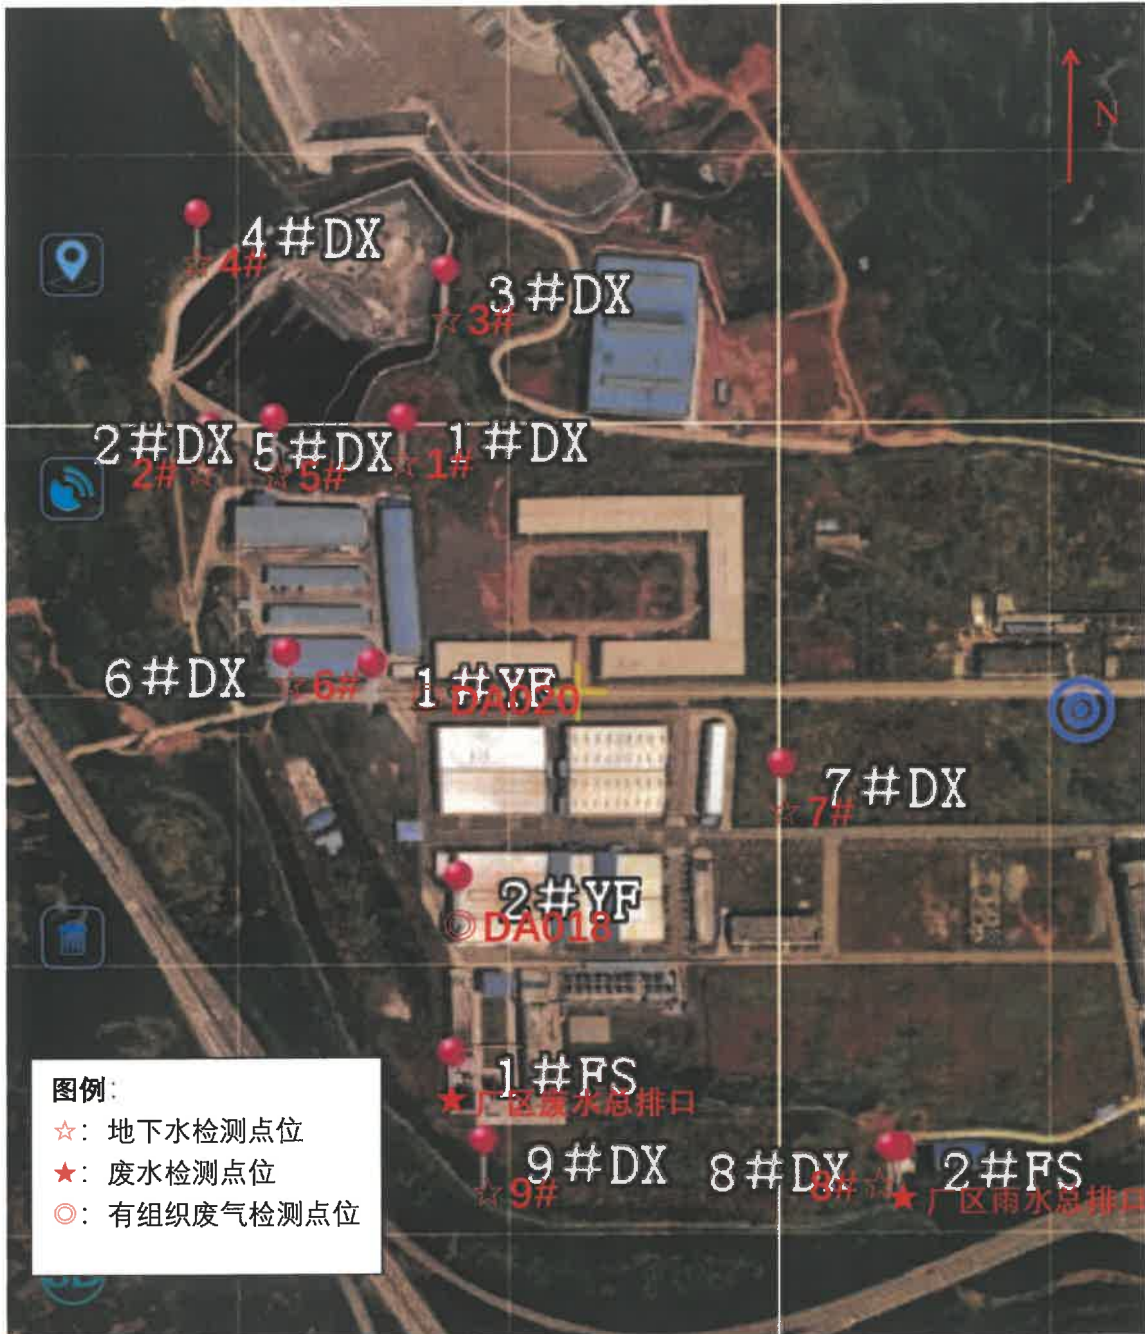 N
4#DX
4#
3#DX
3#
2#DX
5#DX
1#DX
2#
5#
1#
6#DX
6#
1#YF
DA020
7#DX
7#
2#YF
DA018
1#FS
厂区废水总排口
9#DX
8#DX
2#FS
9#
8#
厂区雨水总排口
图例:
☆: 地下水检测点位
★: 废水检测点位
◎: 有组织废气检测点位